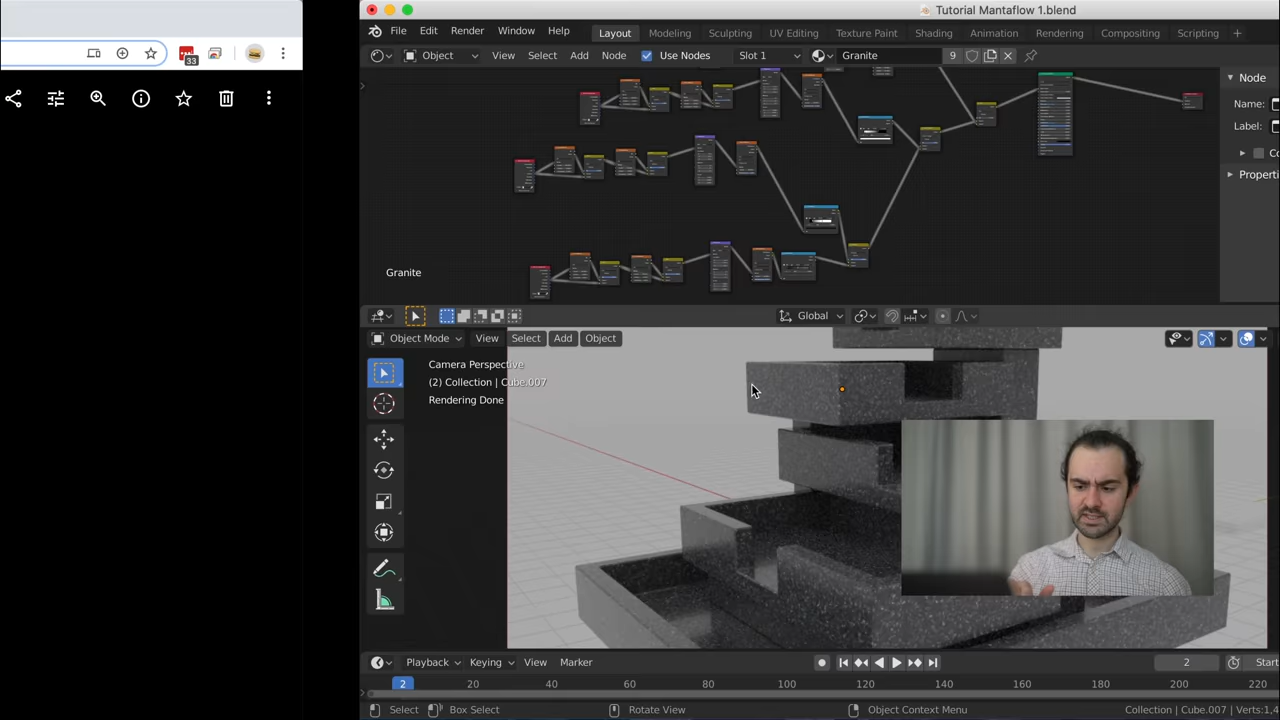 Tutorial Mantaflow 1.blend
33
File Edit Render Window Help Layout Modeling Sculpting UV Editing Texture Paint Shading Animation Rendering Compositing Scripting +
Object View Select Add Node Use Nodes Slot 1 Granite 9
Node
Name:
Label:
Properti
Granite
Global
Object Mode View Select Add Object
Camera Perspective
(2) Collection | Cube.007
Rendering Done
Playback Keying View Marker 2 Start
2 20 40 60 80 100 120 140 160 180 200 220
Select Box Select Rotate View Object Context Menu Collection | Cube.007 | Verts:1,4